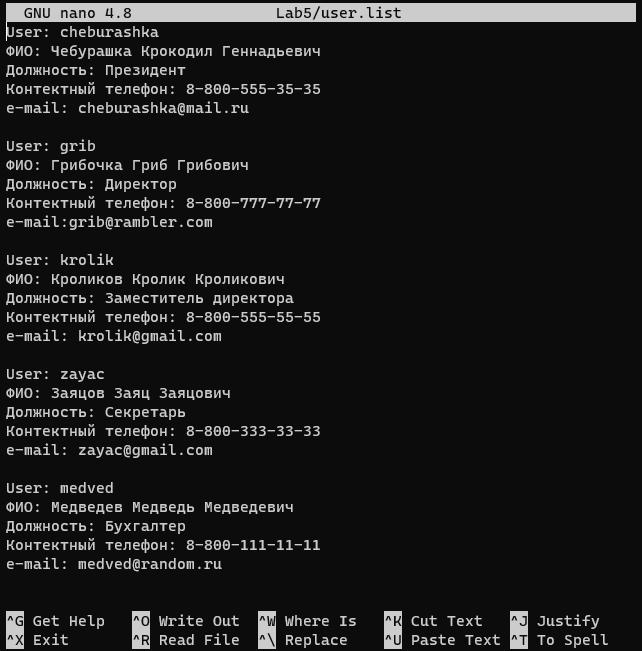 GNU nano 4.8 Lab5/user.list
User: cheburashka
ФИО: Чебурашка Крокодил Геннадьевич
Должность: Президент
Контектный телефон: 8-800-555-35-35
e-mail: cheburashka@mail.ru
User: grib
ФИО: Грибочка Гриб Грибович
Должность: Директор
Контектный телефон: 8-800-777-77-77
e-mail:grib@rambler.com
User: krolik
ФИО: Кроликов Кролик Кроликович
Должность: Заместитель директора
Контектный телефон: 8-800-555-55-55
e-mail: krolik@gmail.com
User: zayac
ФИО: Заяцов Заяц Заяцович
Должность: Секретарь
Контектный телефон: 8-800-333-33-33
e-mail: zayac@gmail.com
User: medved
ФИО: Медведев Медведь Медведевич
Должность: Бухгалтер
Контектный телефон: 8-800-111-11-11
e-mail: medved@random.ru
^G Get Help ^O Write Out ^W Where Is ^K Cut Text ^J Justify
^X Exit ^R Read File ^\ Replace ^U Paste Text ^T To Spell